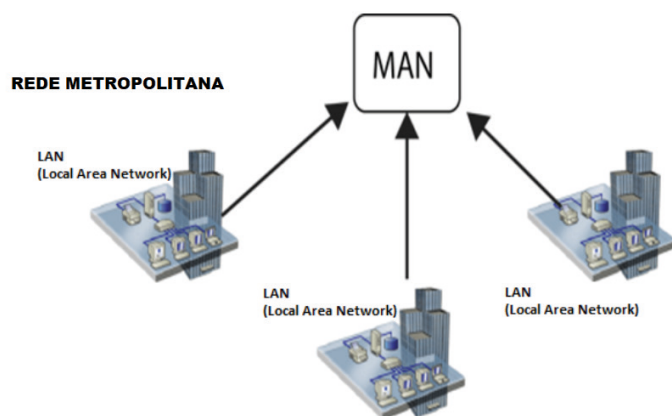 MAN
REDE METROPOLITANA
LAN
(Local Area Network)
LAN
(Local Area Network)
LAN
(Local Area Network)